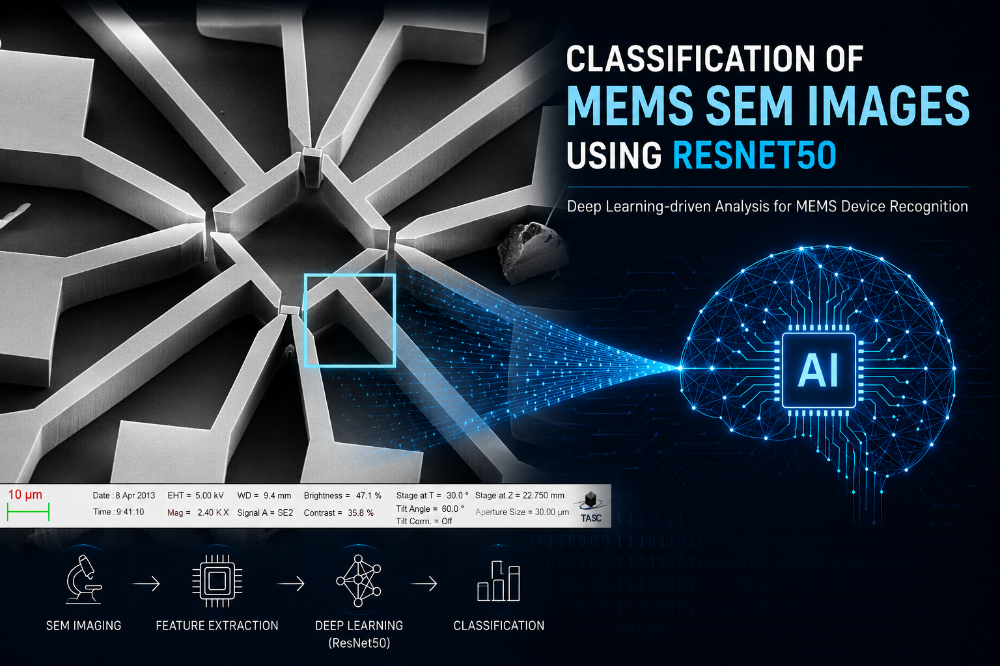 CLASSIFICATION OF
MEMS SEM IMAGES
USING RESNET50
Deep Learning-driven Analysis for MEMS Device Recognition
AI
10 µm
Date : 8 Apr 2013 EHT = 5.00 kV WD = 9.4 mm Brightness = 47.1 % Stage at T = 30.0 ° Stage at Z = 22.750 mm
Time : 9:41:10 Mag = 2.40 K X Signal A = SE2 Contrast = 35.8 % Tilt Angle = 60.0 ° Aperture Size = 30.00 µm
Tilt Corrn. = Off
TASC
SEM IMAGING
FEATURE EXTRACTION
DEEP LEARNING
(ResNet50)
CLASSIFICATION